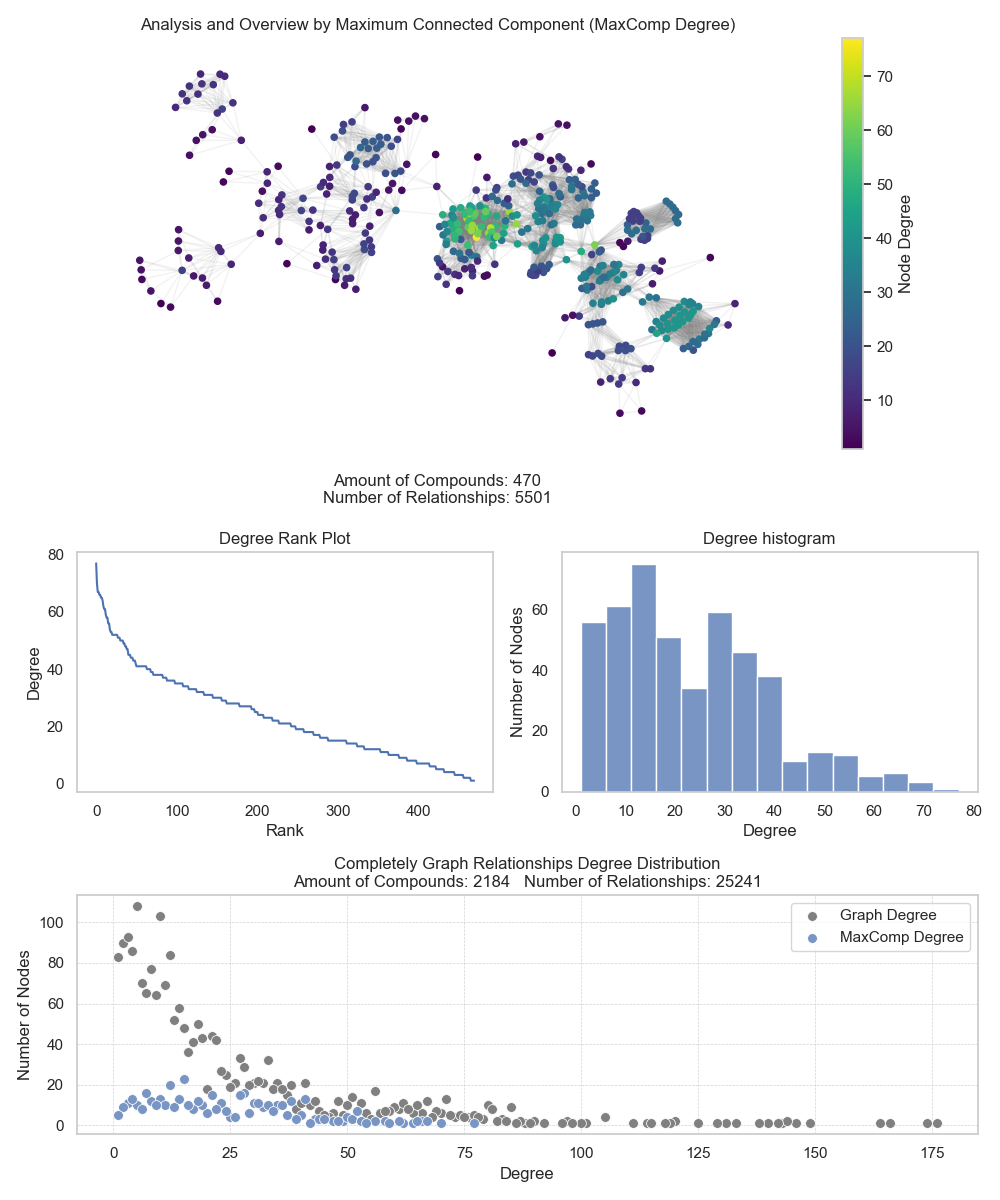 Analysis and Overview by Maximum Connected Component (MaxComp Degree)
70
60
50
40
30
20
10
Node Degree
Amount of Compounds: 470
Number of Relationships: 5501
Degree Rank Plot
80
60
40
20
0
Degree
0 100 200 300 400
Rank
Degree histogram
60
40
20
0
Number of Nodes
0 10 20 30 40 50 60 70 80
Degree
Completely Graph Relationships Degree Distribution
Amount of Compounds: 2184 Number of Relationships: 25241
Graph Degree
MaxComp Degree
100
80
60
40
20
0
Number of Nodes
0 25 50 75 100 125 150 175
Degree